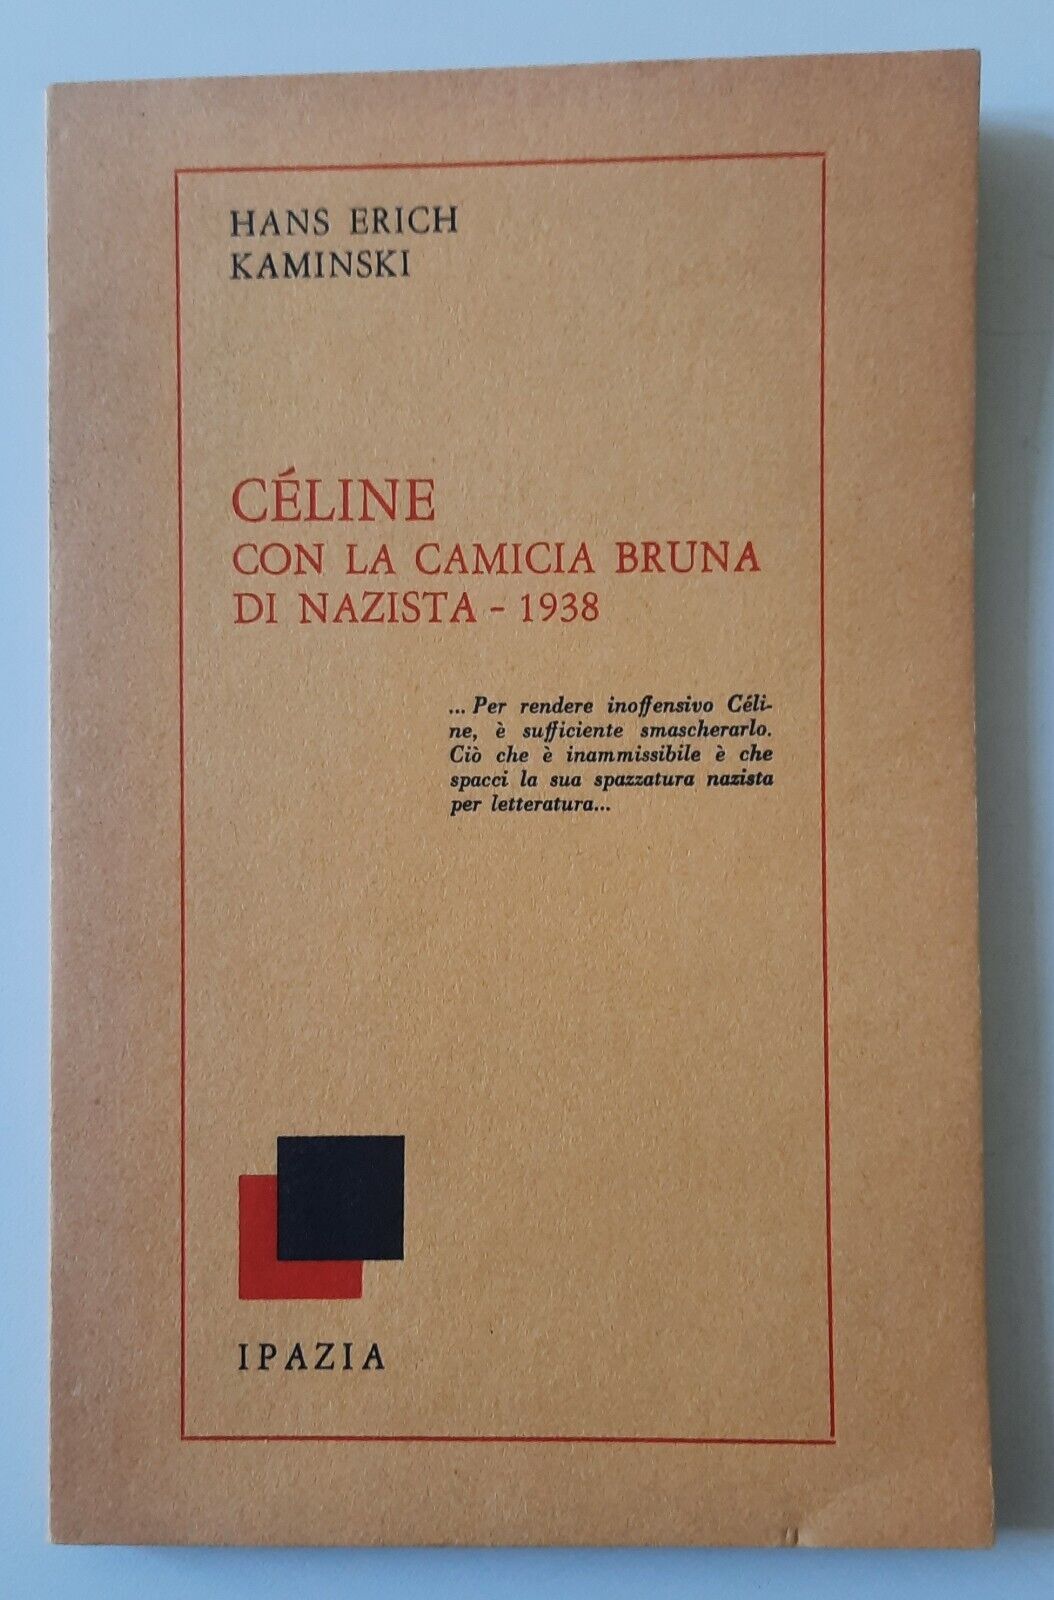 HANS ERICH
KAMINSKI
CÉLINE
CON LA CAMICIA BRUNA
DI NAZISTA - 1938
... Per rendere inoffensivo Céli-
ne, è sufficiente smascherarlo.
Ciò che è inammissibile è che
spacci la sua spazzatura nazista
per letteratura...
IPAZIA